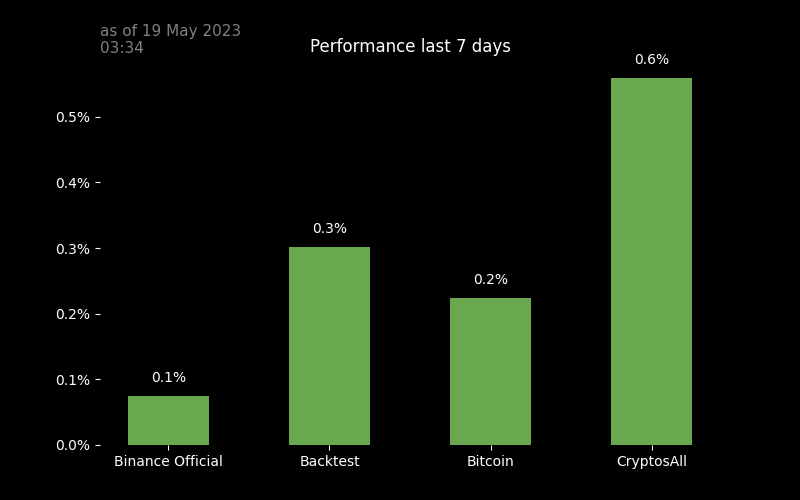 as of 19 May 2023
03:34
Performance last 7 days
0.6%
0.5%
0.4%
0.3%
0.3%
0.2%
0.2%
0.1%
0.1%
0.0%
Binance Official
Backtest
Bitcoin
CryptosAll